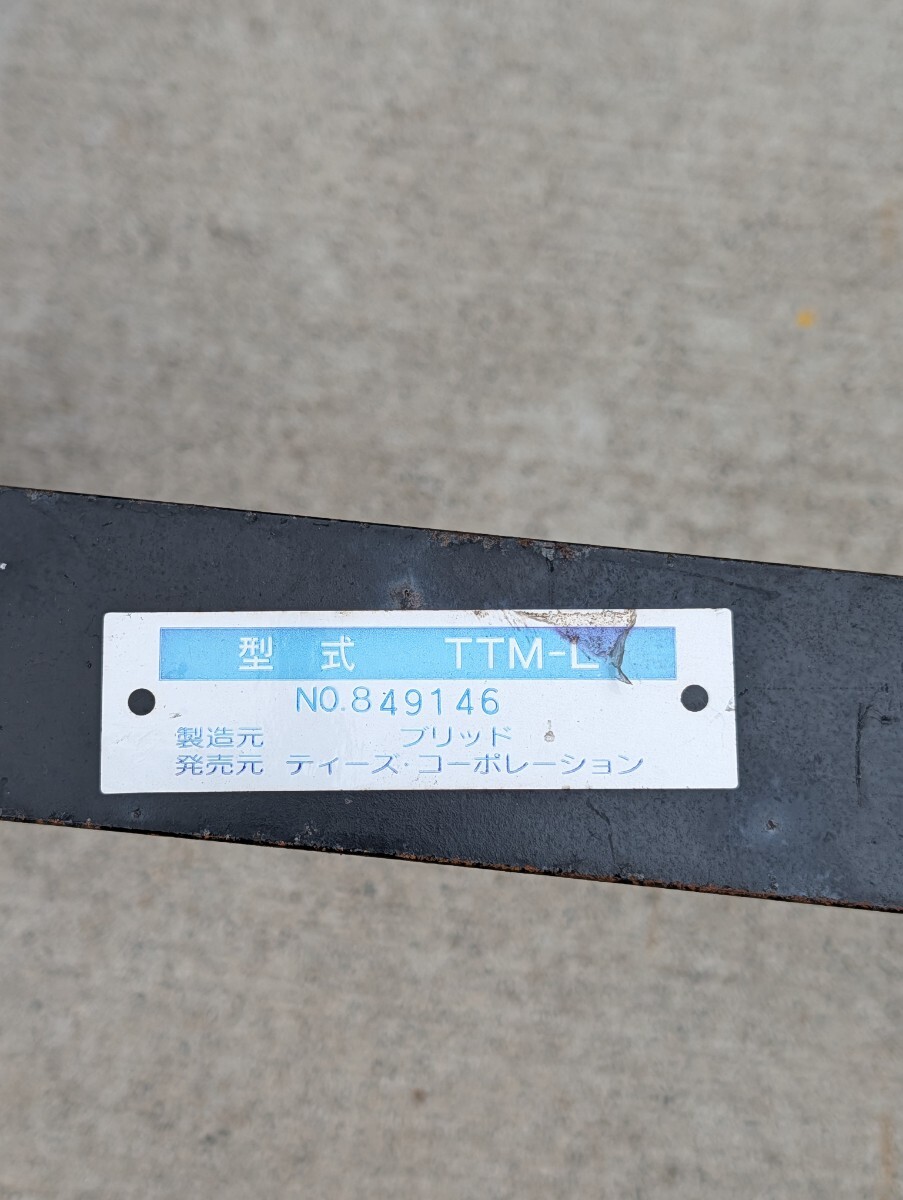 型 式 TTM-L
NO.849146
製造元 ブリッド
発売元 ティーズ・コーポレーション